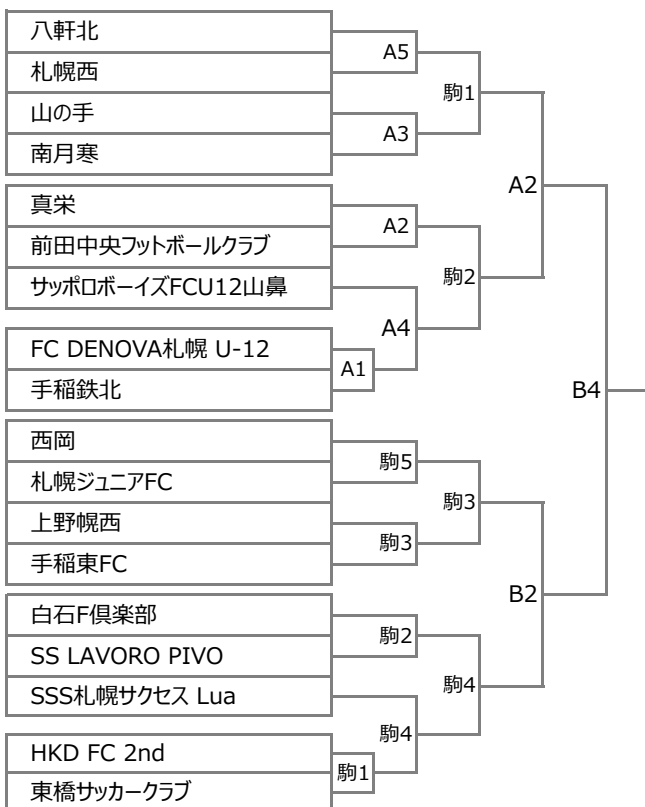 八軒北
札幌西
山の手
南月寒
A5
A3
駒1
真栄
前田中央フットボールクラブ
サッポロボーイズFCU12山鼻
FC DENOVA札幌 U-12
手稲鉄北
A2
A1
A4
駒2
A2
西岡
札幌ジュニアFC
上野幌西
手稲東FC
駒5
駒3
駒3
白石F倶楽部
SS LAVORO PIVO
SSS札幌サクセス Lua
HKD FC 2nd
東橋サッカークラブ
駒2
駒1
駒4
駒4
B2
B4